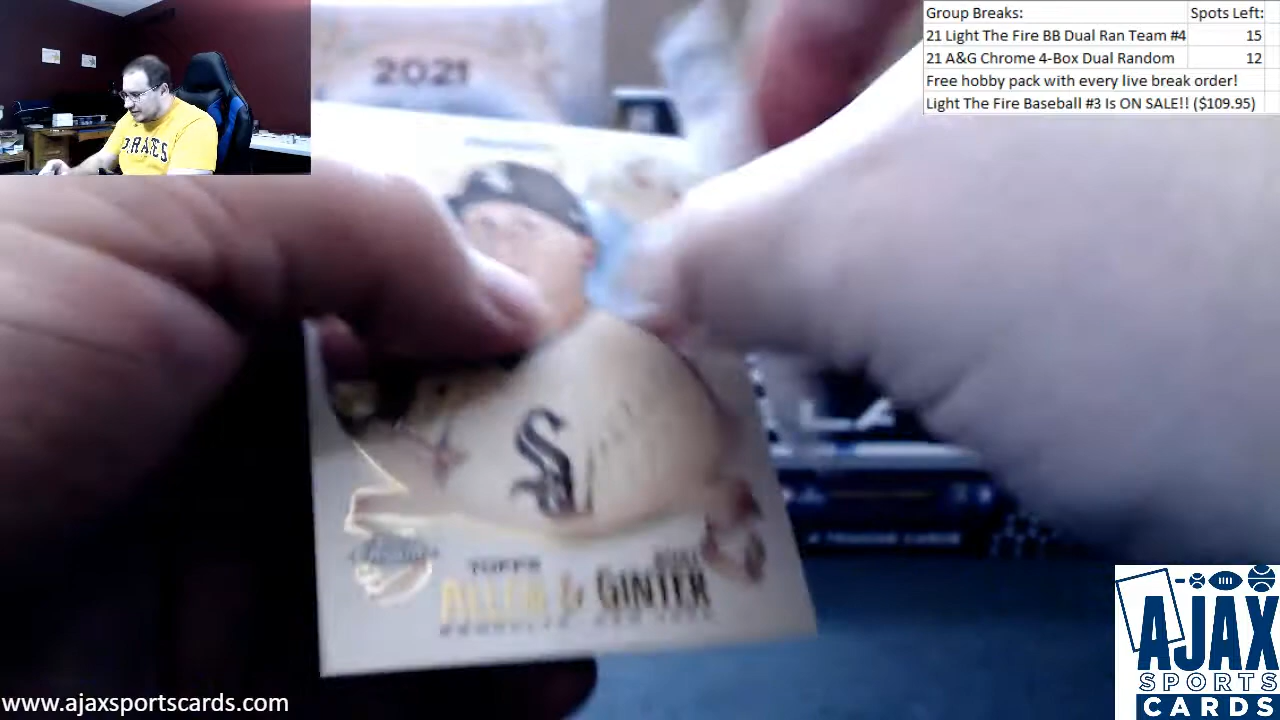 Group Breaks: Spots Left:
21 Light The Fire BB Dual Ran Team #4 15
21 A&G Chrome 4-Box Dual Random 12
Free hobby pack with every live break order!
Light The Fire Baseball #3 Is ON SALE!! ($109.95)
2021
PIRATES
TOPPS
ALLEN & GINTER
AJAX
SPORTS
CARDS
www.ajaxsportscards.com